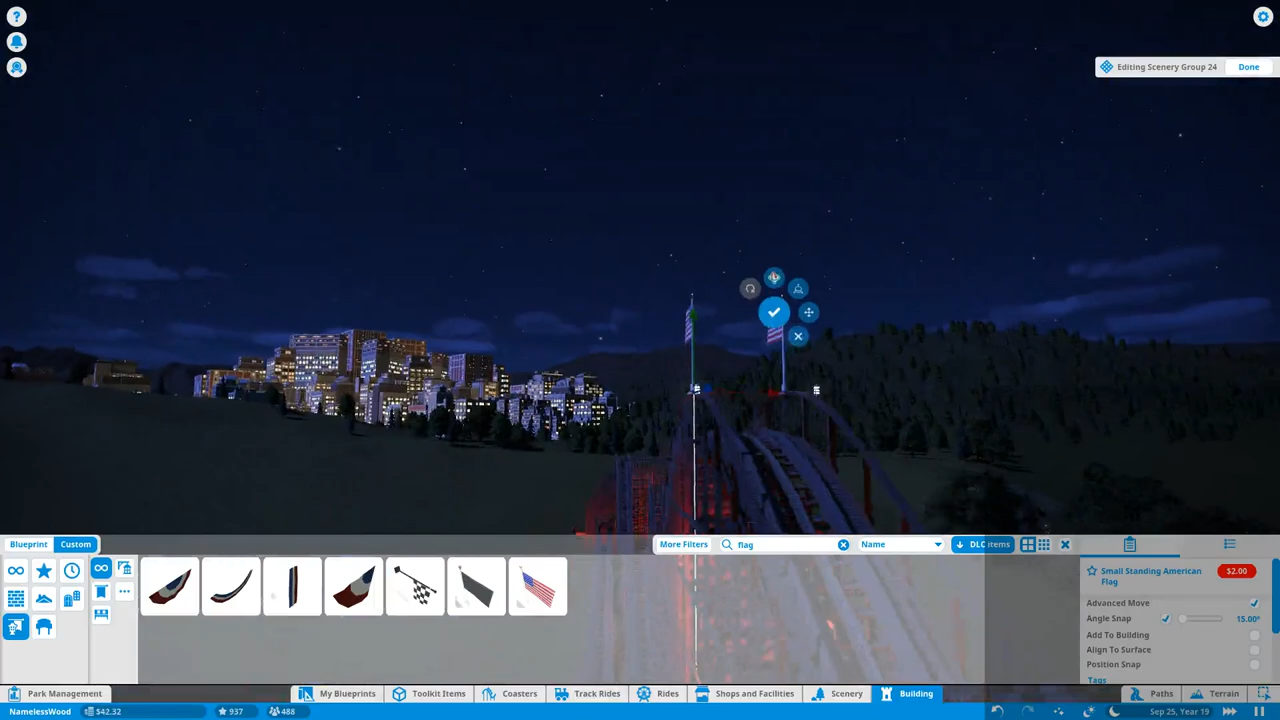 ?
Editing Scenery Group 24 Done
Blueprint Custom
More Filters flag Name DLC items
Small Standing American Flag $2.00
Advanced Move
Angle Snap 15.00°
Add To Building
Align To Surface
Position Snap
Tags
Park Management My Blueprints Toolkit Items Coasters Track Rides Rides Shops and Facilities Scenery Building Paths Terrain
NamelessWood $42.32 937 488 Sep 25, Year 19